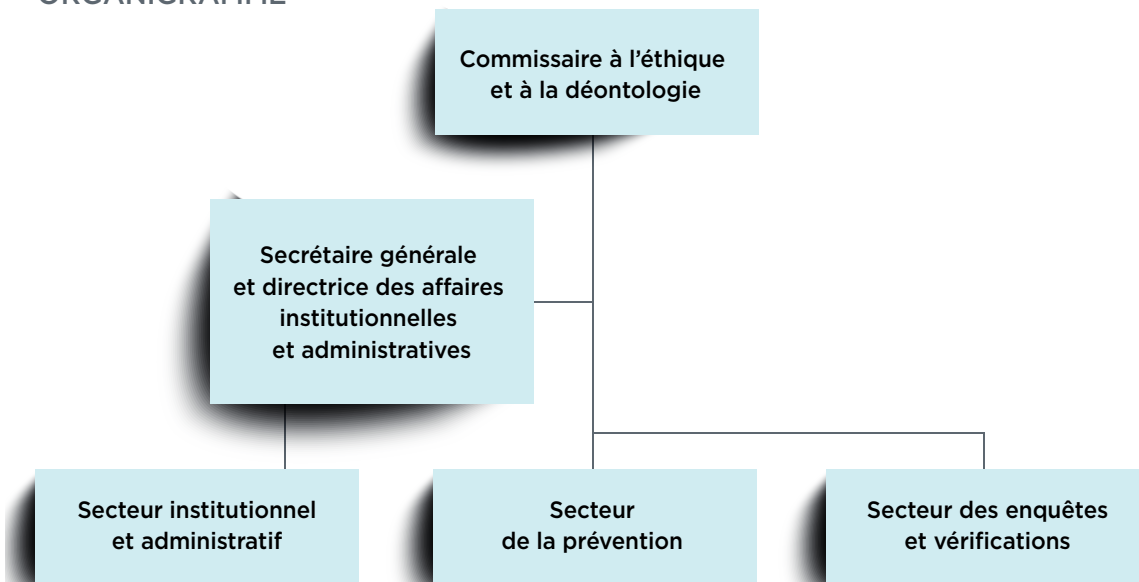 ORGANIGRAMME
Commissaire à l'éthique
et à la déontologie
Secrétaire générale
et directrice des affaires
institutionnelles
et administratives
Secteur institutionnel
et administratif
Secteur
de la prévention
Secteur des enquêtes
et vérifications